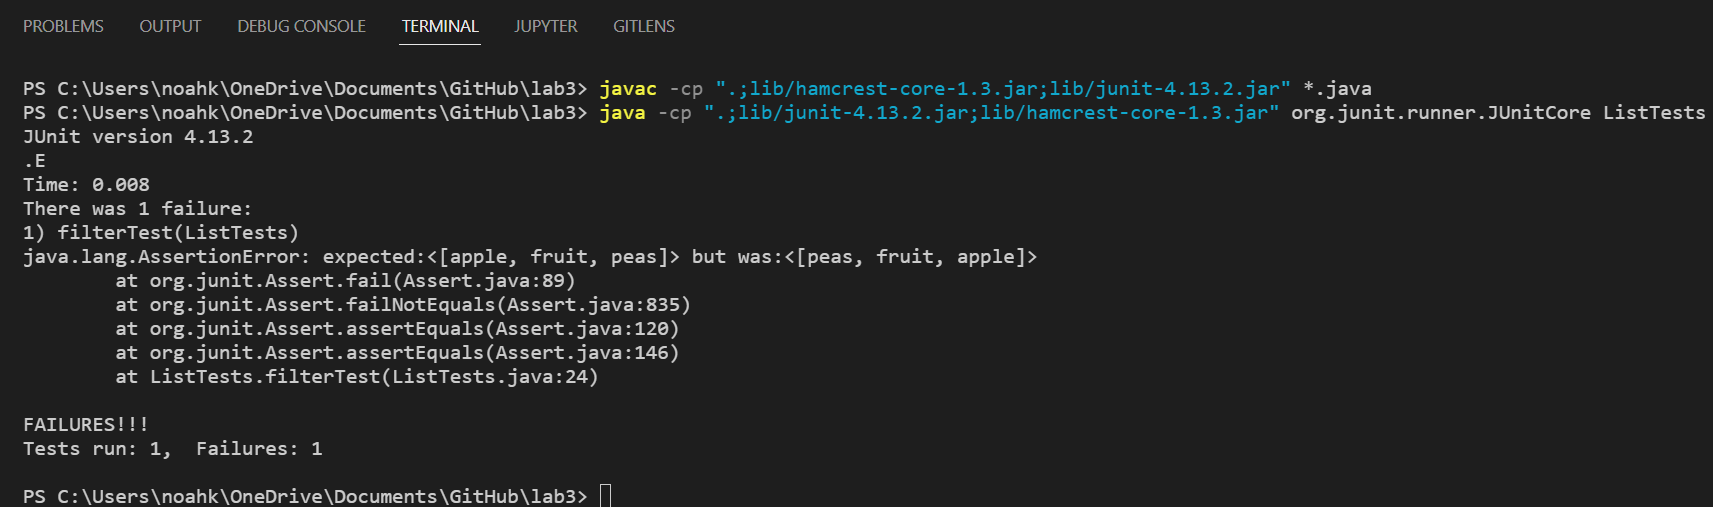 PROBLEMS OUTPUT DEBUG CONSOLE TERMINAL JUPYTER GITLENS
PS C:\Users\noahk\OneDrive\Documents\GitHub\lab3> javac -cp ".;lib/hamcrest-core-1.3.jar;lib/junit-4.13.2.jar" *.java
PS C:\Users\noahk\OneDrive\Documents\GitHub\lab3> java -cp ".;lib/junit-4.13.2.jar;lib/hamcrest-core-1.3.jar" org.junit.runner.JUnitCore ListTests
JUnit version 4.13.2
.E
Time: 0.008
There was 1 failure:
1) filterTest(ListTests)
java.lang.AssertionError: expected:<[apple, fruit, peas]> but was:<[peas, fruit, apple]>
        at org.junit.Assert.fail(Assert.java:89)
        at org.junit.Assert.failNotEquals(Assert.java:835)
        at org.junit.Assert.assertEquals(Assert.java:120)
        at org.junit.Assert.assertEquals(Assert.java:146)
        at ListTests.filterTest(ListTests.java:24)
FAILURES!!!
Tests run: 1,  Failures: 1
PS C:\Users\noahk\OneDrive\Documents\GitHub\lab3>